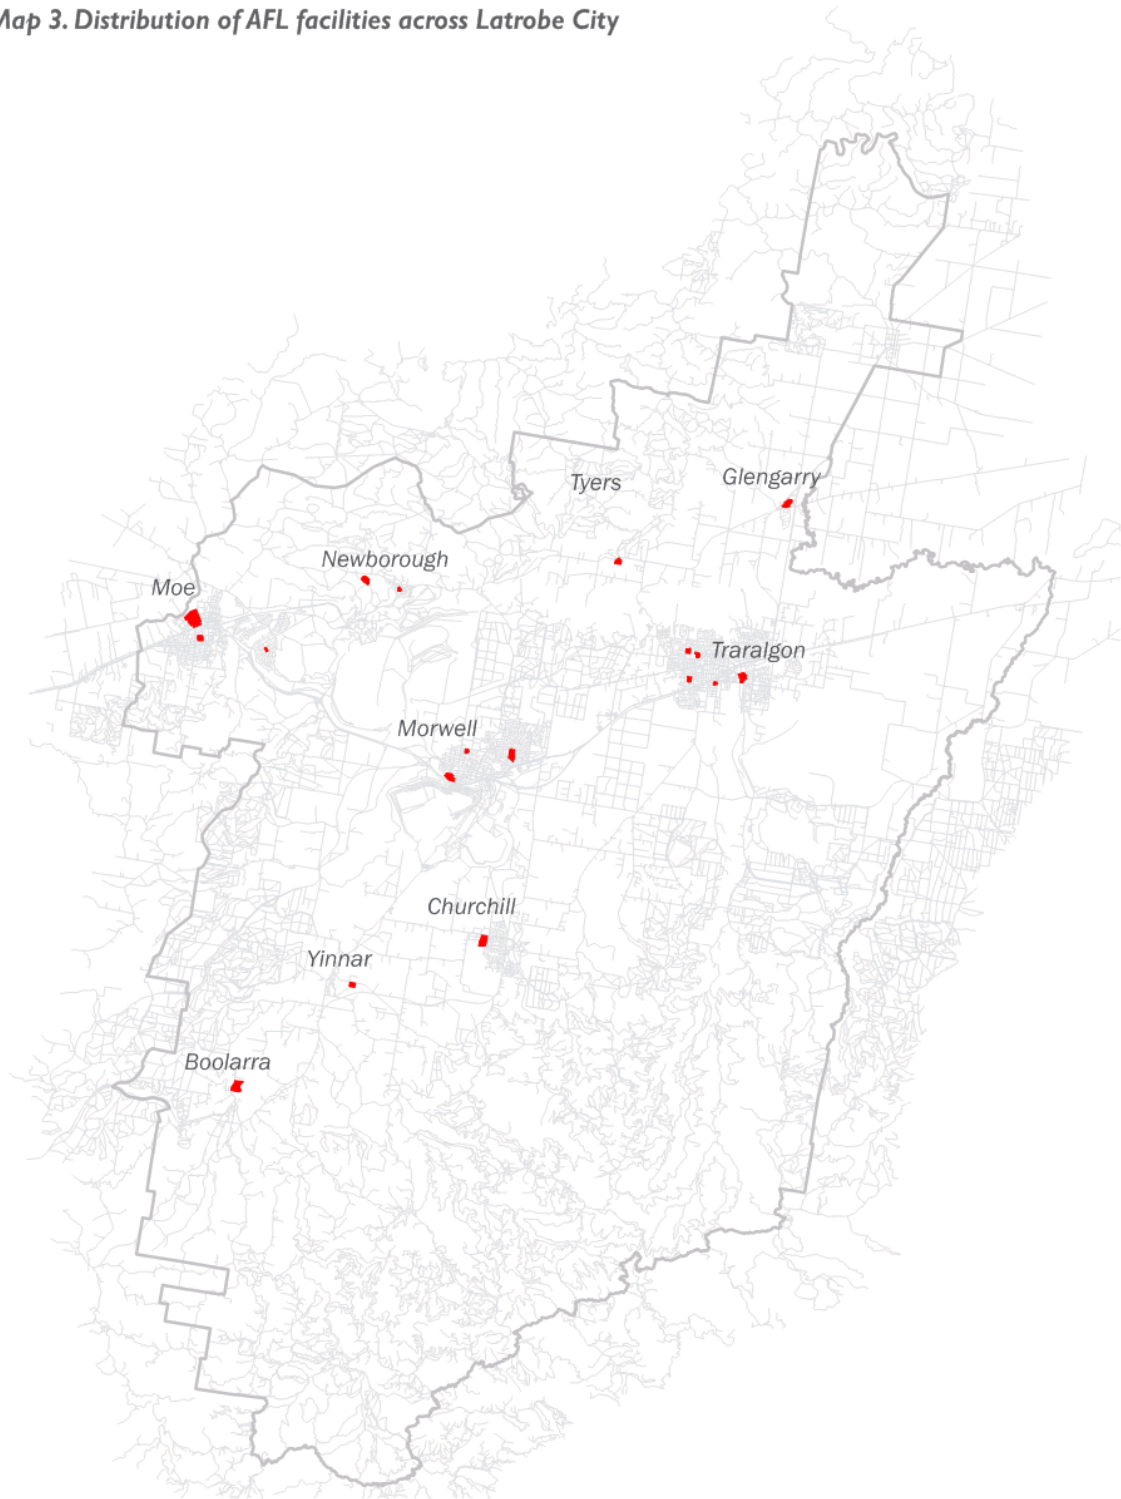 Map 3. Distribution of AFL facilities across Latrobe City
Tyers
Glengarry
Newborough
Moe
Traralgon
Morwell
Churchill
Yinnar
Boolarra